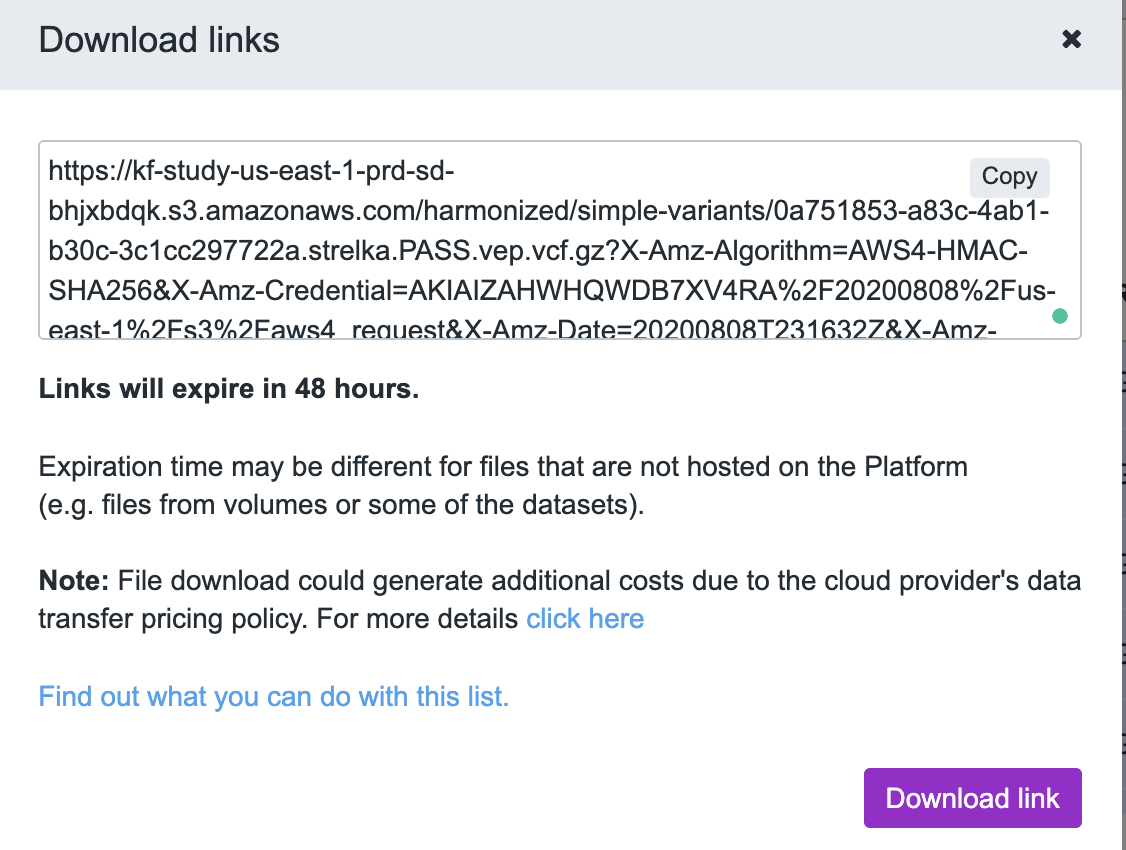 Download links
https://kf-study-us-east-1-prd-sd-
Copy
bhjxbdqk.s3.amazonaws.com/harmonized/simple-variants/0a751853-a83c-4ab1-
b30c-3c1cc297722a.strelka.PASS.vep.vcf.gz?X-Amz-Algorithm=AWS4-HMAC-
SHA256&X-Amz-Credential=AKIAIZAHWHQWDB7XV4RA%2F20200808%2Fus-
east-1%2Fs3%2Faws4_request&X-Amz-Date=20200808T231632Z&X-Amz-
Links will expire in 48 hours.
Expiration time may be different for files that are not hosted on the Platform
(e.g. files from volumes or some of the datasets).
Note: File download could generate additional costs due to the cloud provider's data
transfer pricing policy. For more details click here
Find out what you can do with this list.
Download link